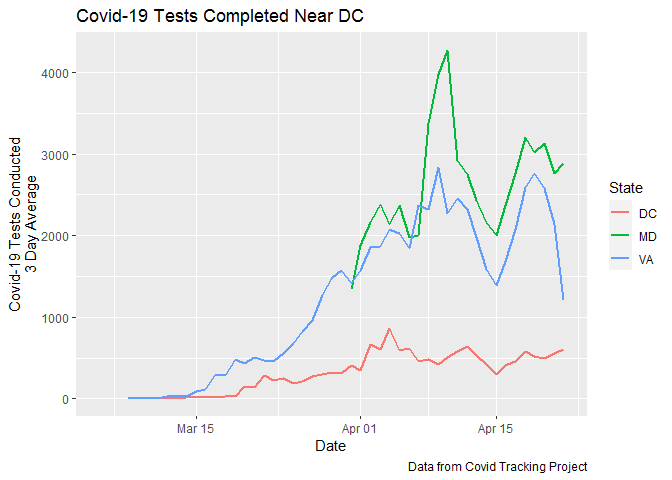 Covid-19 Tests Completed Near DC
Covid-19 Tests Conducted
3 Day Average
4000
3000
2000
1000
0
Mar 15
Apr 01
Apr 15
Date
State
DC
MD
VA
Data from Covid Tracking Project